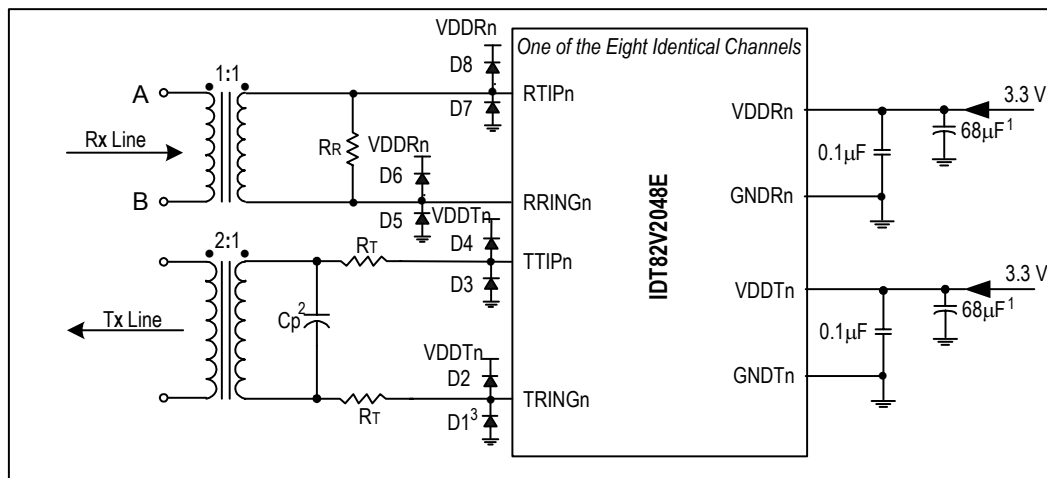 One of the Eight Identical Channels
VDDRn
D8
1:1
A
RTIPn
D7
VDDRn
3.3 V
68µF1
Rx Line
RR
VDDRn
D6
0.1µF
B
RRINGn
GNDRn
D5
VDDTn
2:1
RT
D4
TTIPn
D3
IDT82V2048E
VDDTn
3.3 V
68µF1
Tx Line
Cp2
0.1µF
VDDTn
D2
GNDTn
TRINGn
RT
D13